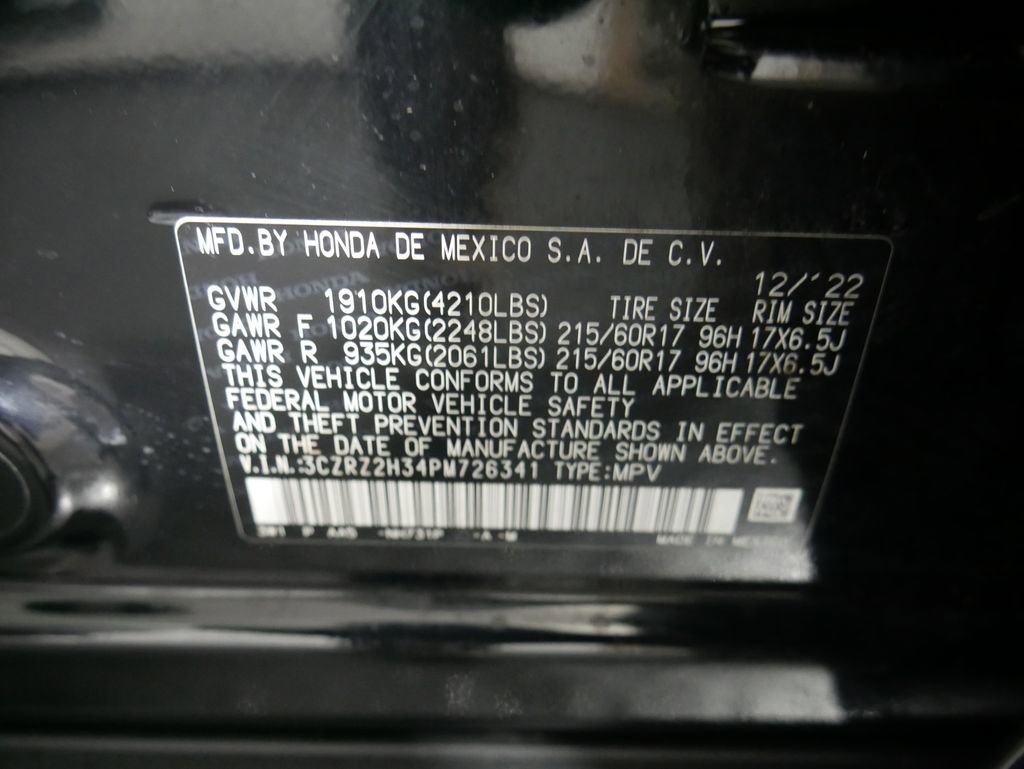 MFD.BY HONDA DE MEXICO S.A. DE C.V.
12/'22
GVWR 1910KG(4210LBS) TIRE SIZE RIM SIZE
GAWR F 1020KG(2248LBS) 215/60R17 96H 17X6.5J
GAWR R 935KG(2061LBS) 215/60R17 96H 17X6.5J
THIS VEHICLE CONFORMS TO ALL APPLICABLE
FEDERAL MOTOR VEHICLE SAFETY
AND THEFT PREVENTION STANDARDS IN EFFECT
ON THE DATE OF MANUFACTURE SHOWN ABOVE.
V.I.N.:3CZRZ2H34PM726341 TYPE:MPV
P -NH731P -A -M MADE IN